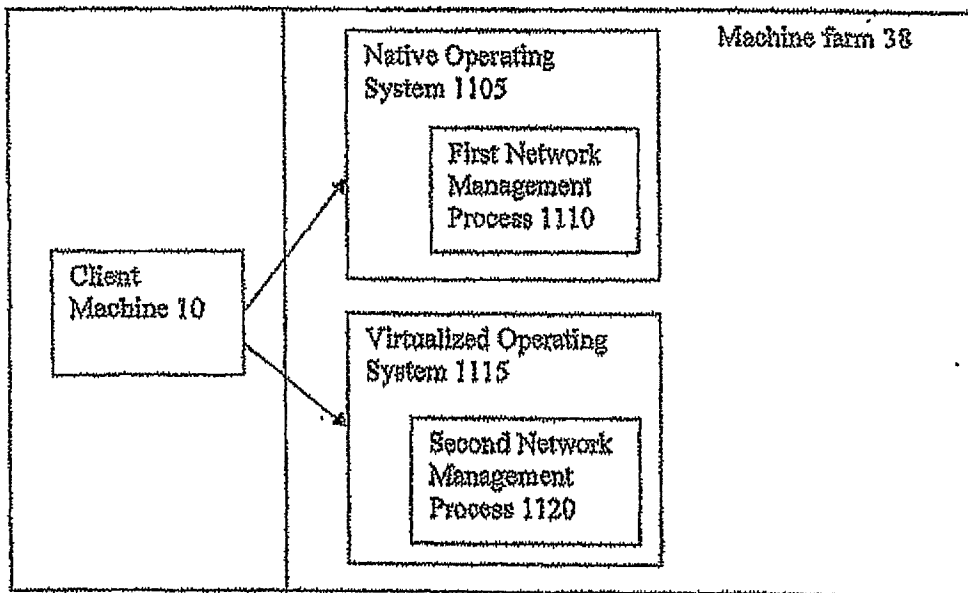 Machine farm 38
Native Operating
System 1105
First Network
Management
Process 1110
Client
Machine 10
Virtualized Operating
System 1115
Second Network
Management
Process 1120